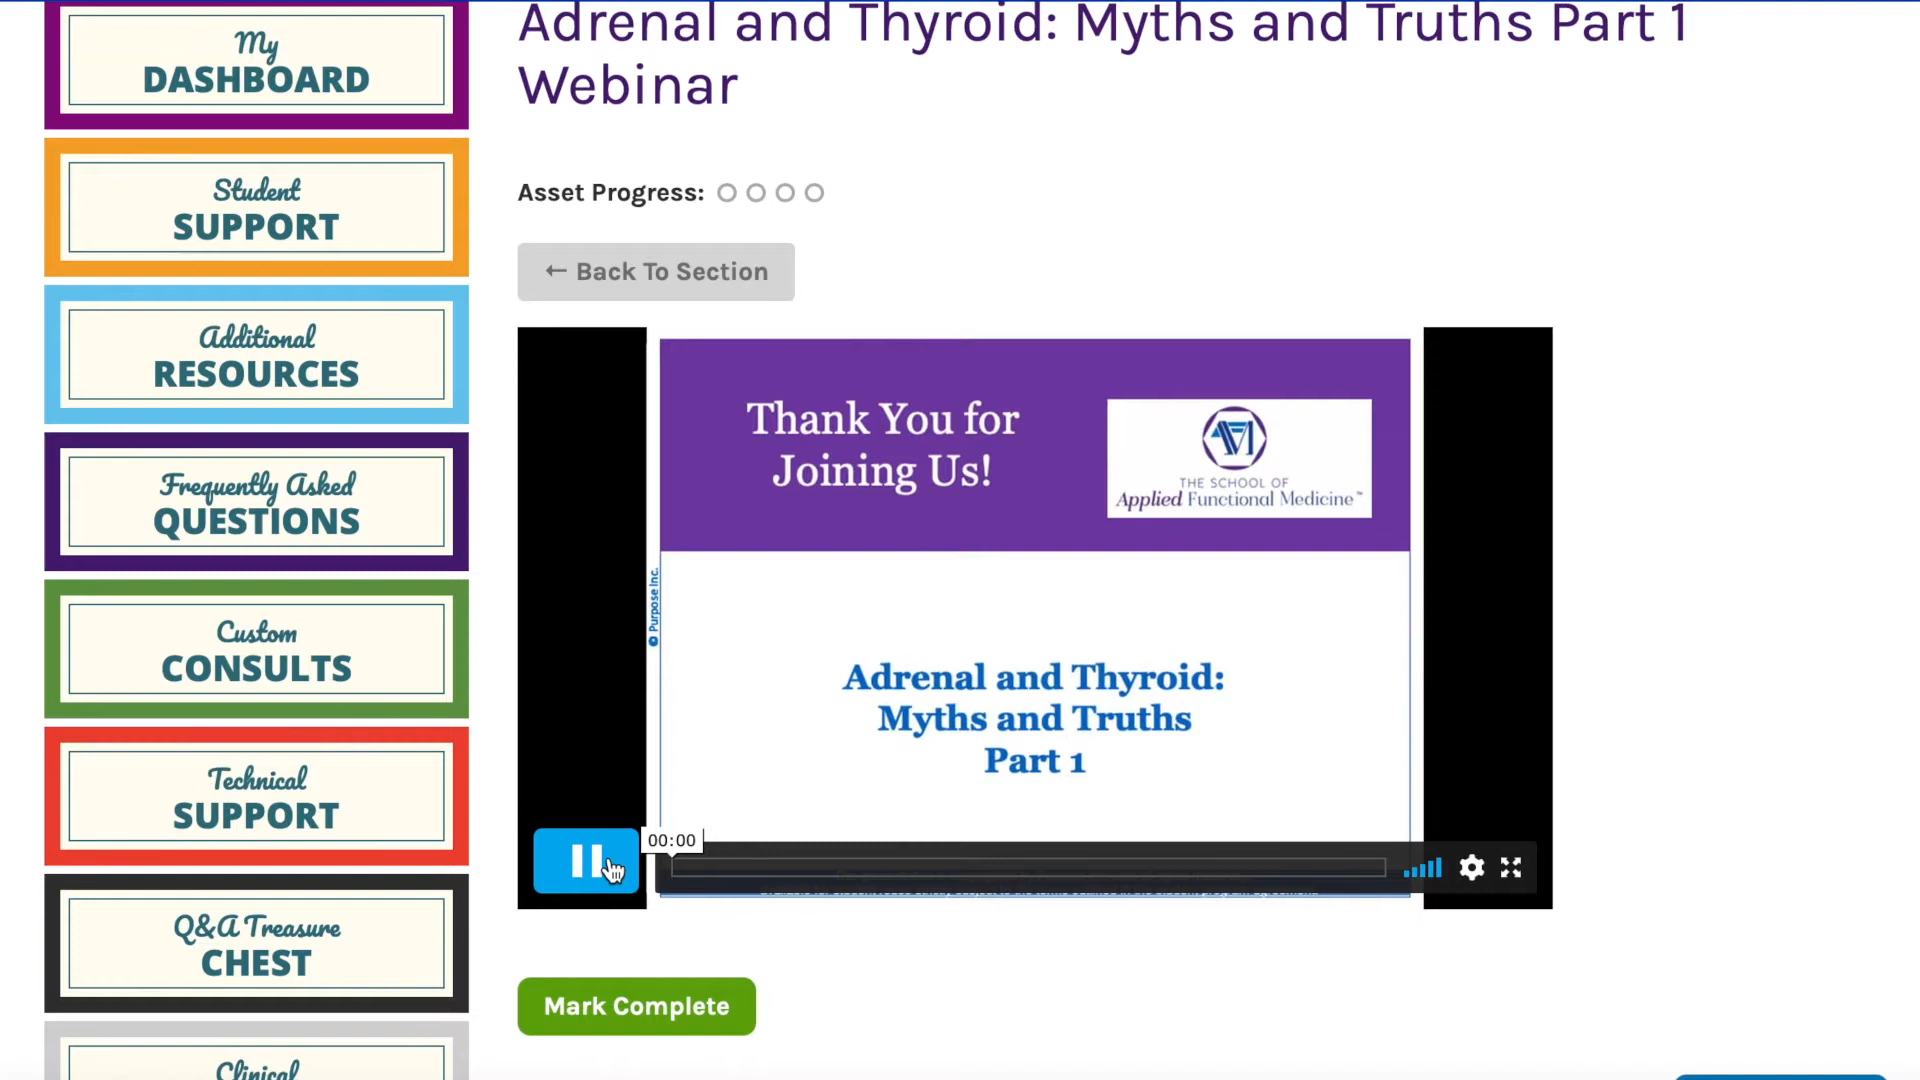 My
DASHBOARD
Student
SUPPORT
Additional
RESOURCES
Frequently Asked
QUESTIONS
Custom
CONSULTS
Technical
SUPPORT
Q&A Treasure
CHEST
Clinical
Adrenal and Thyroid: Myths and Truths Part 1
Webinar
Asset Progress:
← Back To Section
Thank You for
Joining Us!
THE SCHOOL OF
Applied Functional Medicine™
© Purpose Inc.
Adrenal and Thyroid:
Myths and Truths
Part 1
00:00
Mark Complete